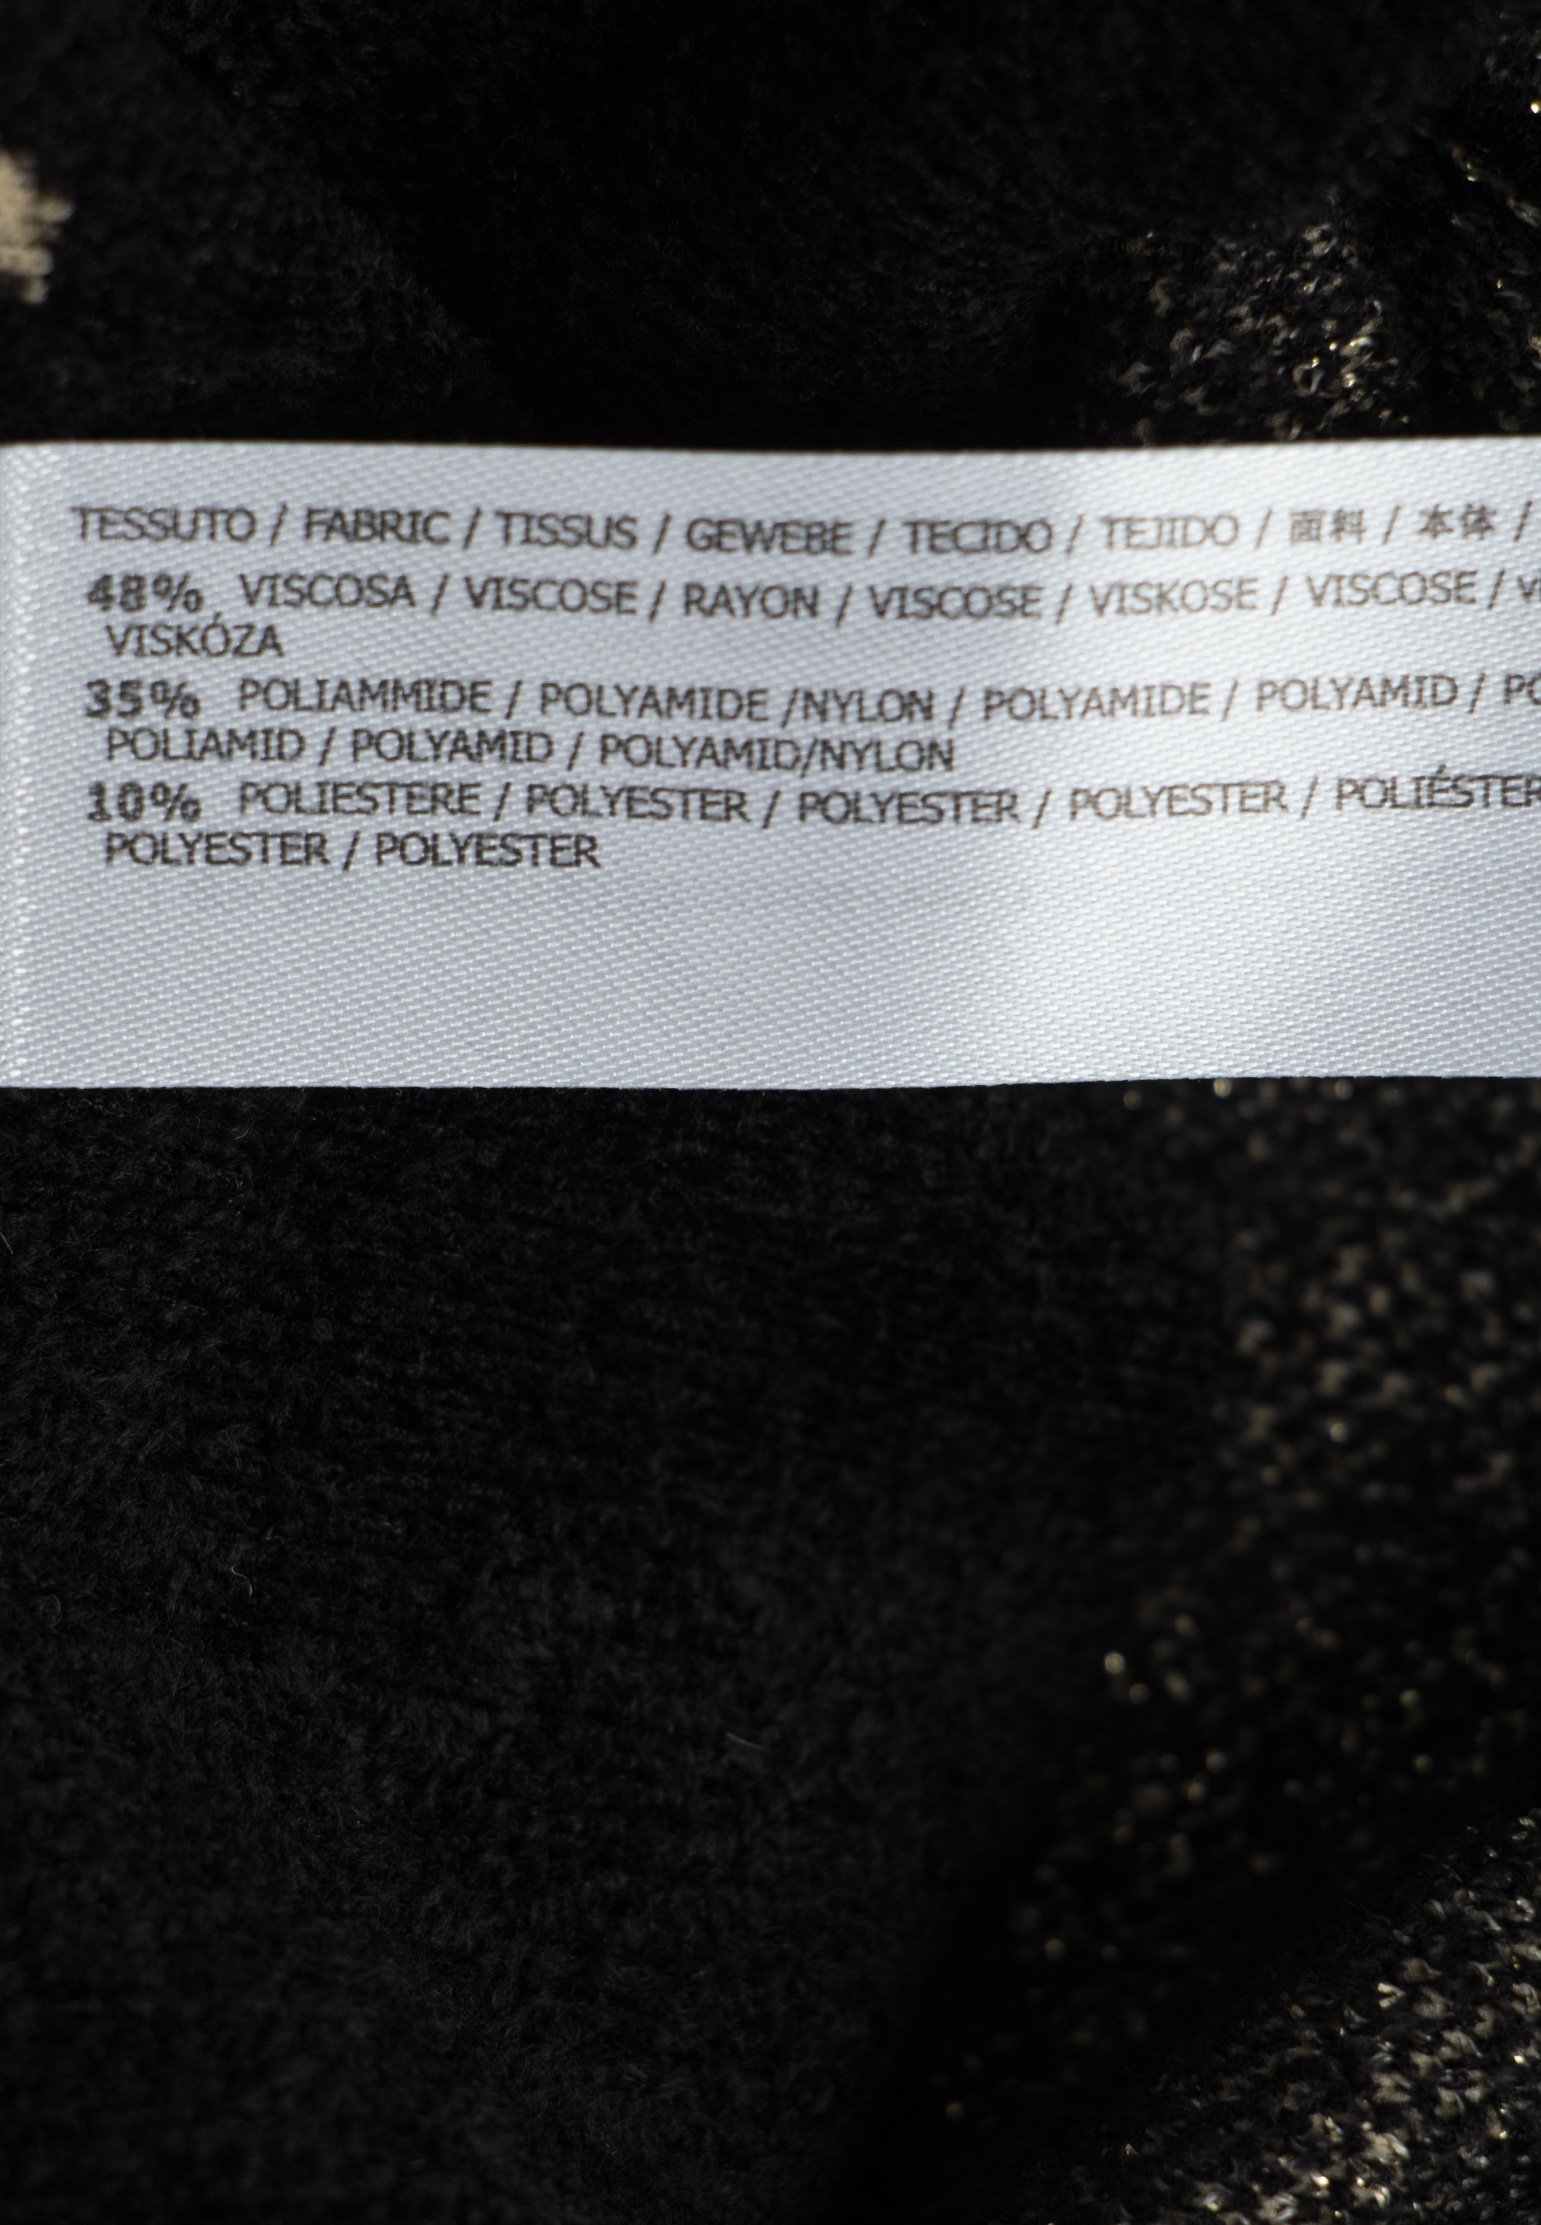 TESSUTO / FABRIC / TISSUS / GEWEBE / TECIDO / TEJIDO / 面料 / 本体 /
48% VISCOSA / VISCOSE / RAYON / VISCOSE / VISKOSE / VISCOSE /
VISKÓZA
35% POLIAMMIDE / POLYAMIDE /NYLON / POLYAMIDE / POLYAMID /
POLIAMID / POLYAMID / POLYAMID/NYLON
10% POLIESTERE / POLYESTER / POLYESTER / POLYESTER / POLIÉSTER
POLYESTER / POLYESTER